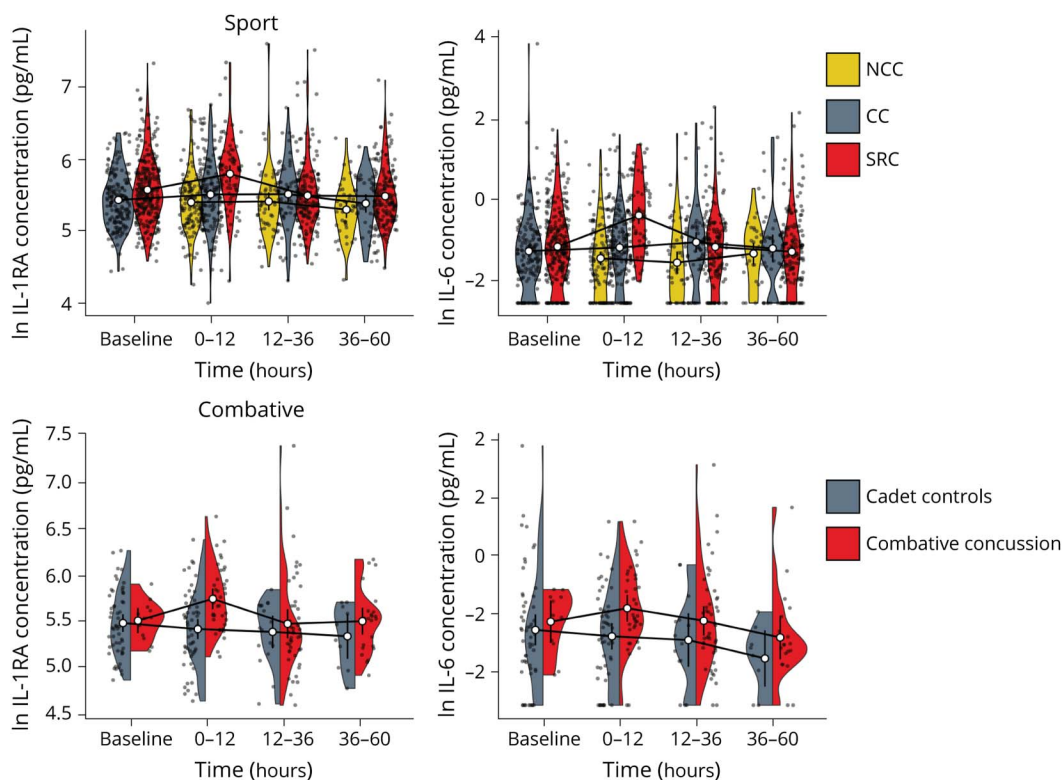 Sport
ln IL-1RA concentration (pg/mL)
7
6
5
4
Baseline 0–12 12–36 36–60
Time (hours)
ln IL-6 concentration (pg/mL)
4
2
0
−2
Baseline 0–12 12–36 36–60
Time (hours)
NCC
CC
SRC
Combative
ln IL-1RA concentration (pg/mL)
7.5
7.0
6.5
6.0
5.5
5.0
4.5
Baseline 0–12 12–36 36–60
Time (hours)
ln IL-6 concentration (pg/mL)
2
2
0
−2
−2
Baseline 0–12 12–36 36–60
Time (hours)
Cadet controls
Combative concussion